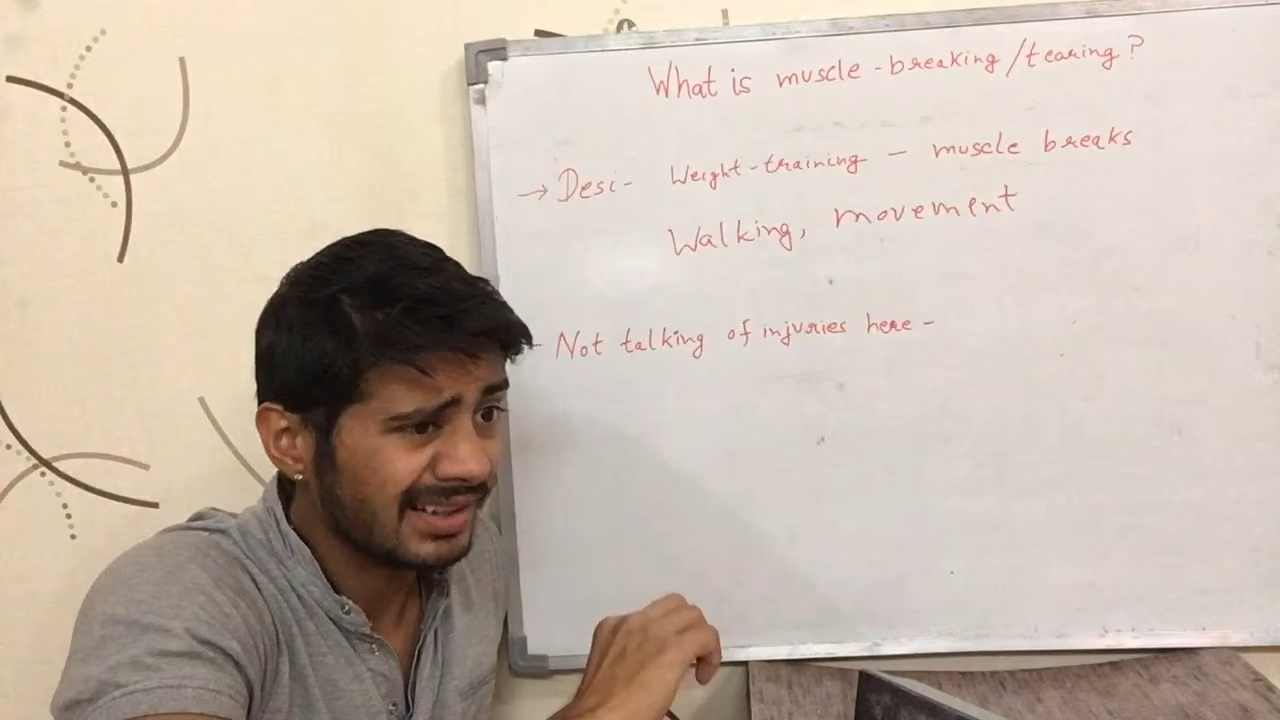 What is muscle-breaking/tearing?
→ Desi- Weight-training - muscle breaks
Walking, movement
- Not talking of injuries here -